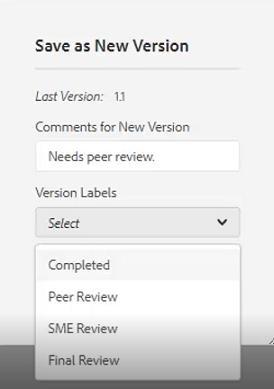 Save as New Version
Last Version: 1.1
Comments for New Version
Needs peer review.
Version Labels
Select
Completed
Peer Review
SME Review
Final Review